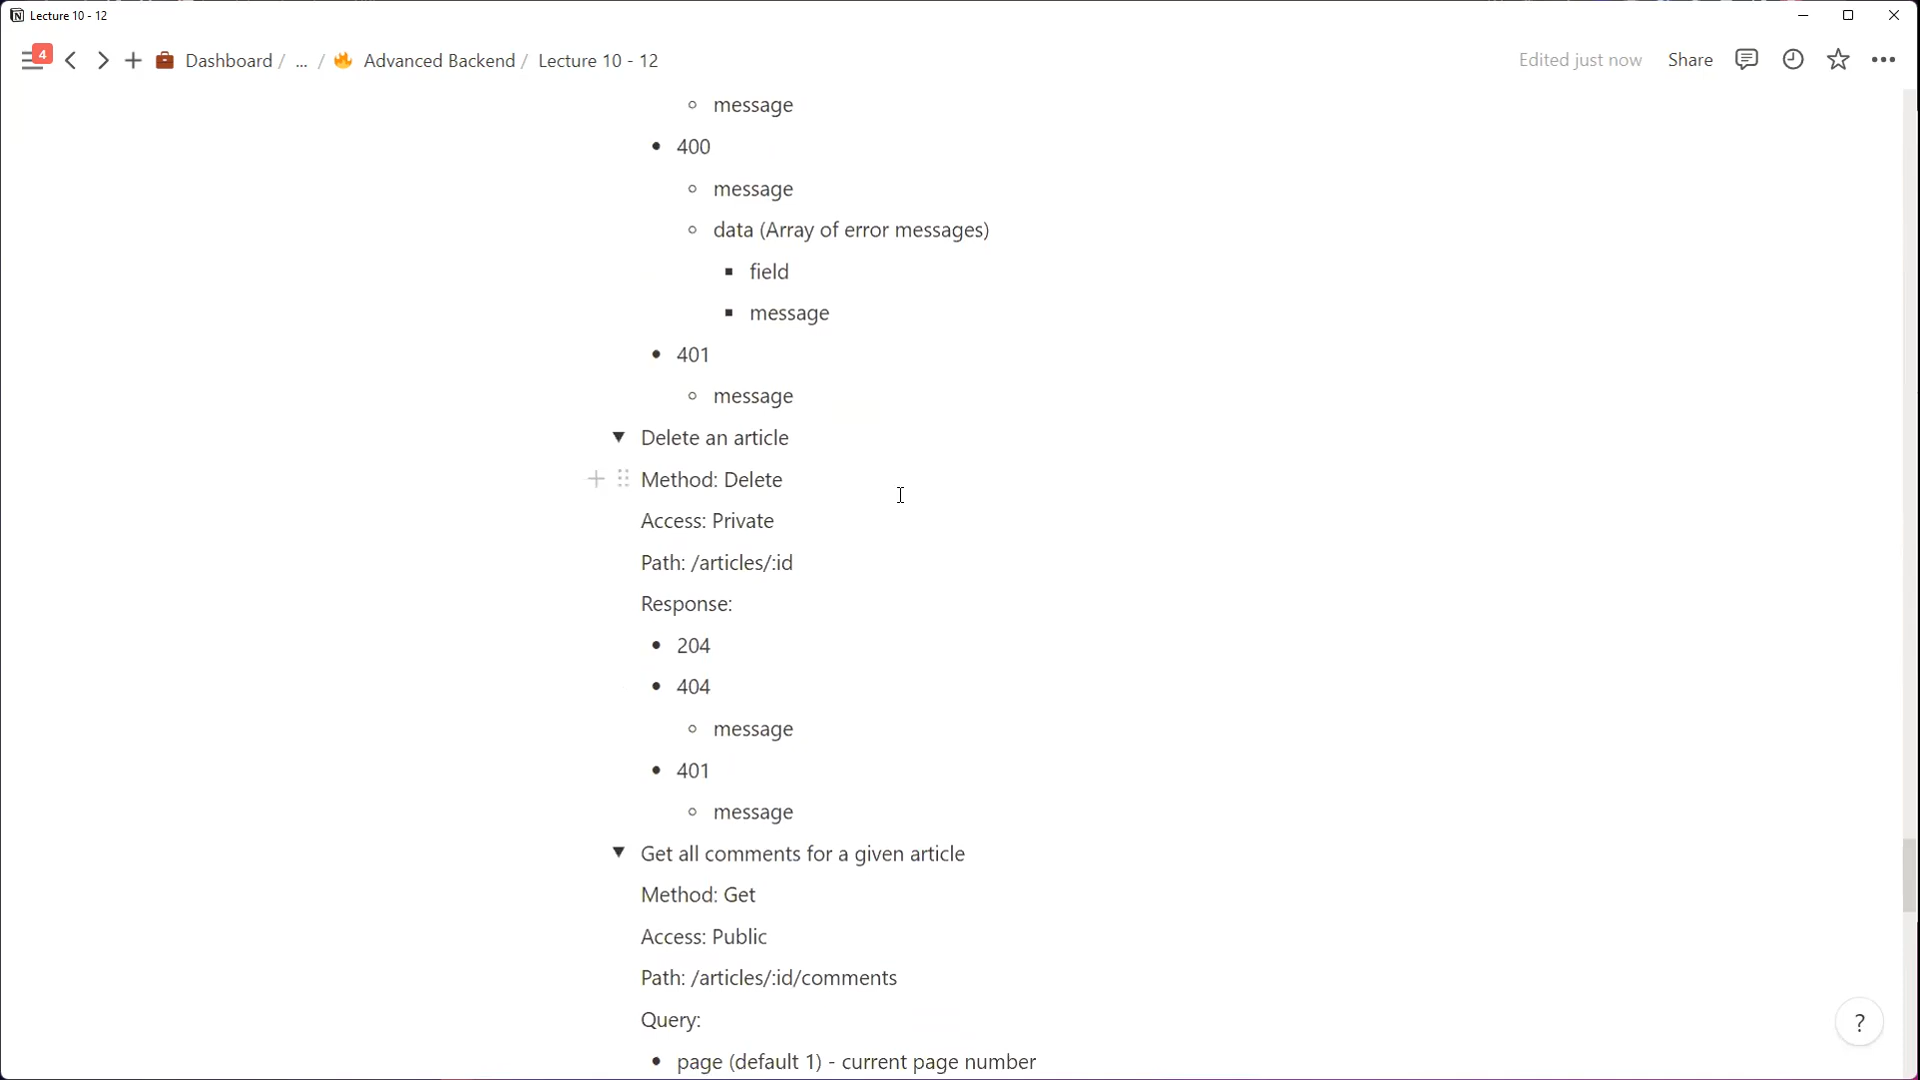 Lecture 10 - 12
4
Dashboard / ... / Advanced Backend / Lecture 10 - 12
Edited just now
Share
message
400
message
data (Array of error messages)
field
message
401
message
Delete an article
Method: Delete
Access: Private
Path: /articles/:id
Response:
204
404
message
401
message
Get all comments for a given article
Method: Get
Access: Public
Path: /articles/:id/comments
Query:
page (default 1) - current page number
?